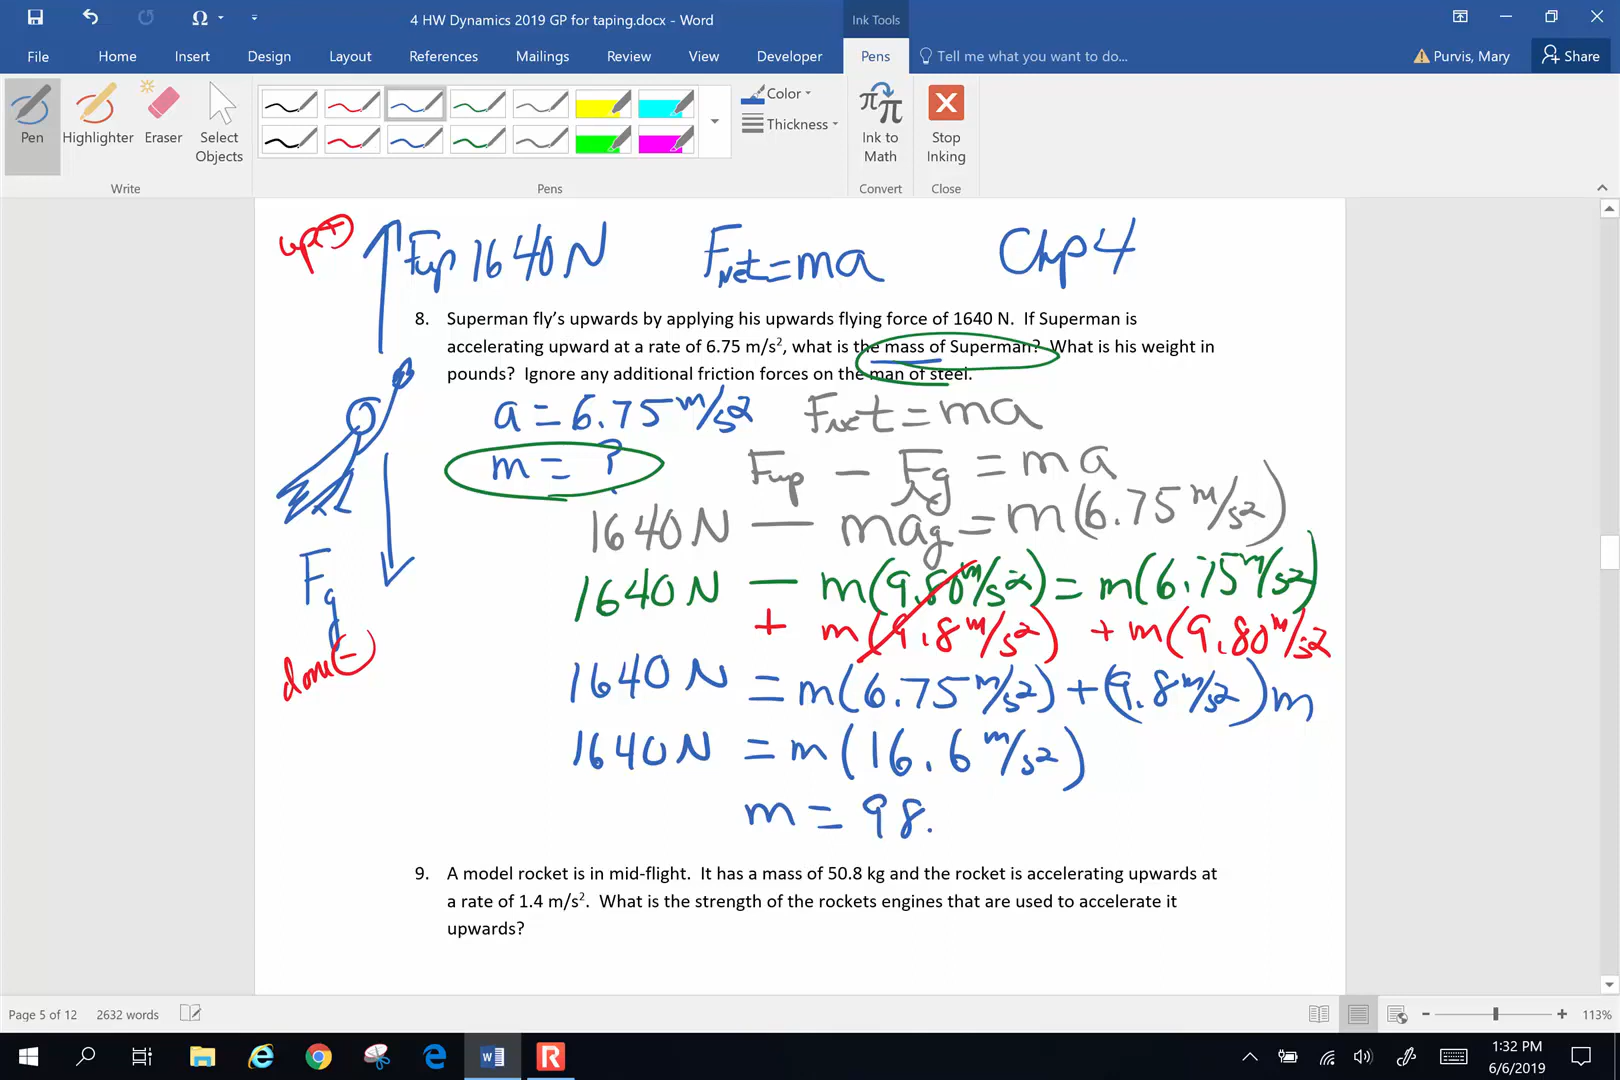 4 HW Dynamics 2019 GP for taping.docx - Word
Ink Tools
File Home Insert Design Layout References Mailings Review View Developer Pens Tell me what you want to do... Purvis, Mary Share
Pen Highlighter Eraser Select Objects
Color
Thickness
Ink to Math
Stop Inking
Write Pens Convert Close
up(+) Fup 1640 N Fnet = ma Chp 4
8. Superman fly's upwards by applying his upwards flying force of 1640 N. If Superman is
accelerating upward at a rate of 6.75 m/s², what is the mass of Superman? What is his weight in
pounds? Ignore any additional friction forces on the man of steel.
a = 6.75 m/s² Fnet = ma
m = ? Fup - Fg = ma
1640 N - mag = m(6.75 m/s²)
Fg
1640 N - m(9.80 m/s²) = m(6.75 m/s²)
+ m(9.8 m/s²) + m(9.80 m/s²
down(-)
1640 N = m(6.75 m/s²) + (9.8 m/s²)m
1640 N = m(16.6 m/s²)
m = 98.
9. A model rocket is in mid-flight. It has a mass of 50.8 kg and the rocket is accelerating upwards at
a rate of 1.4 m/s². What is the strength of the rockets engines that are used to accelerate it
upwards?
Page 5 of 12 2632 words 113%
1:32 PM
6/6/2019